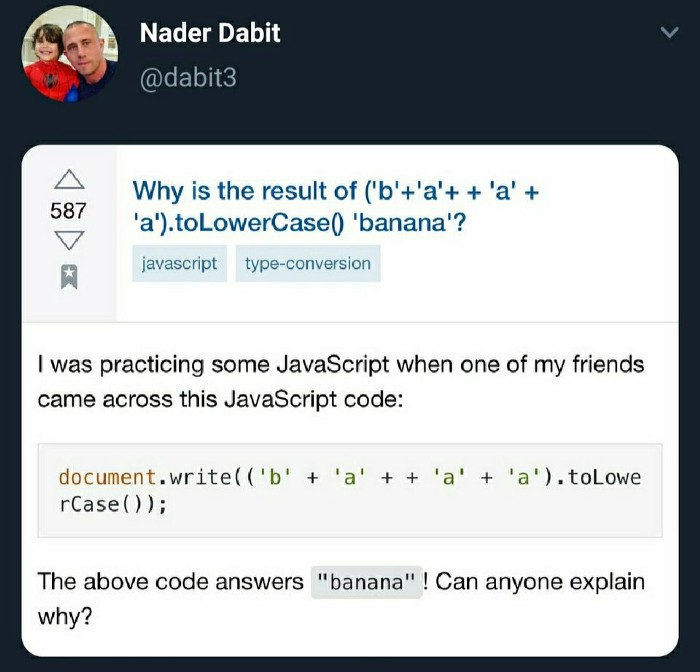 Nader Dabit
@dabit3
587
Why is the result of ('b'+'a'+ + 'a' +
'a').toLowerCase() 'banana'?
javascript type-conversion
I was practicing some JavaScript when one of my friends
came across this JavaScript code:
document.write(('b' + 'a' + + 'a' + 'a').toLowe
rCase());
The above code answers "banana" ! Can anyone explain
why?